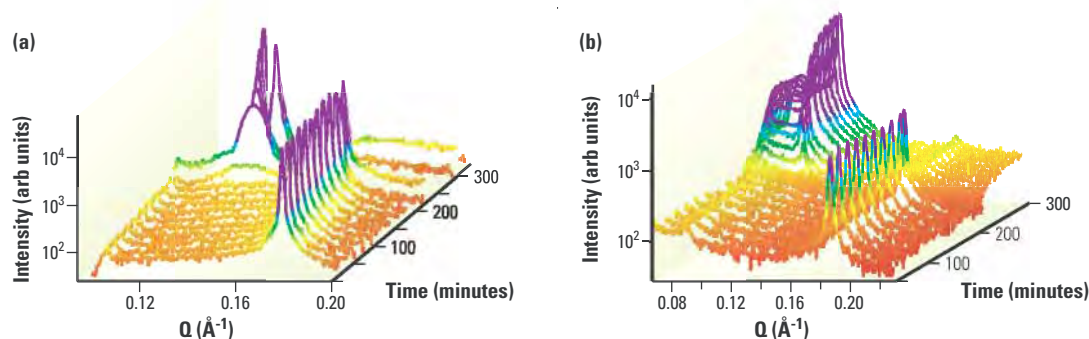 (a)
Intensity (arb units)
10⁴
10³
10²
0.12
0.16
0.20
Q (Å⁻¹)
100
200
300
Time (minutes)
(b)
Intensity (arb units)
10⁴
10³
10²
0.08
0.12
0.16
0.20
Q (Å⁻¹)
100
200
300
Time (minutes)